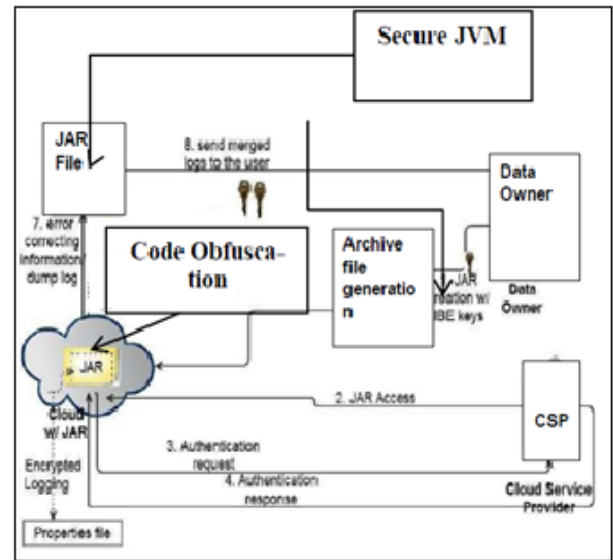 Secure JVM
JAR
File
8. send merged
logs to the user
Data
Owner
7. error
correcting
information/
dump log
Code Obfusca-
tion
Archive
file
generatio
n
JAR
w/
IBE keys
Data
Owner
JAR
Cloud
w/ JAR
2. JAR Access
CSP
3. Authentication
request
4. Authentication
response
Encrypted
Logging
Cloud Service
Provider
Properties file